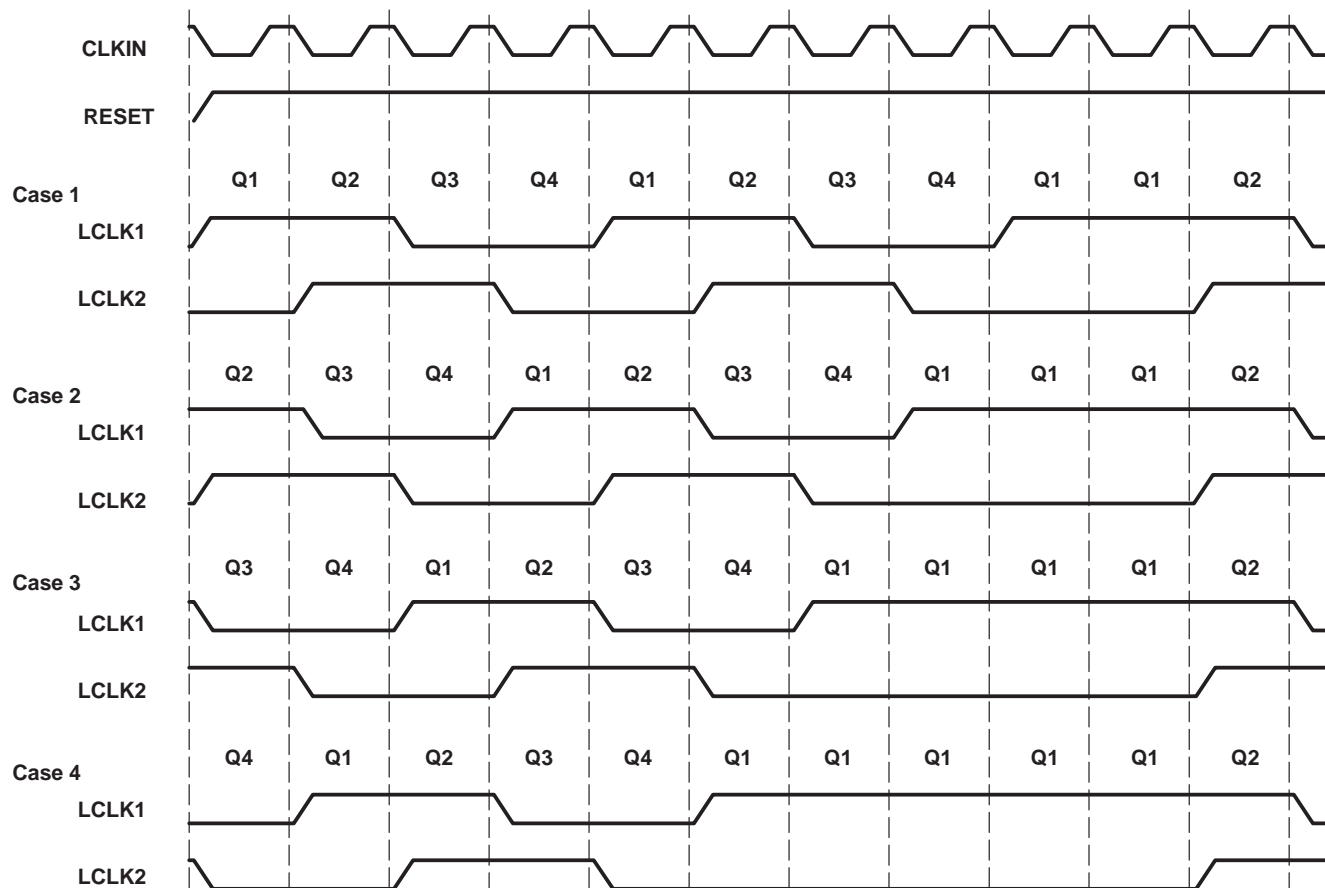 CLKIN
RESET
Q1 Q2 Q3 Q4 Q1 Q2 Q3 Q4 Q1 Q1 Q2
Case 1
LCLK1
LCLK2
Q2 Q3 Q4 Q1 Q2 Q3 Q4 Q1 Q1 Q1 Q2
Case 2
LCLK1
LCLK2
Q3 Q4 Q1 Q2 Q3 Q4 Q1 Q1 Q1 Q1 Q2
Case 3
LCLK1
LCLK2
Q4 Q1 Q2 Q3 Q4 Q1 Q1 Q1 Q1 Q1 Q2
Case 4
LCLK1
LCLK2